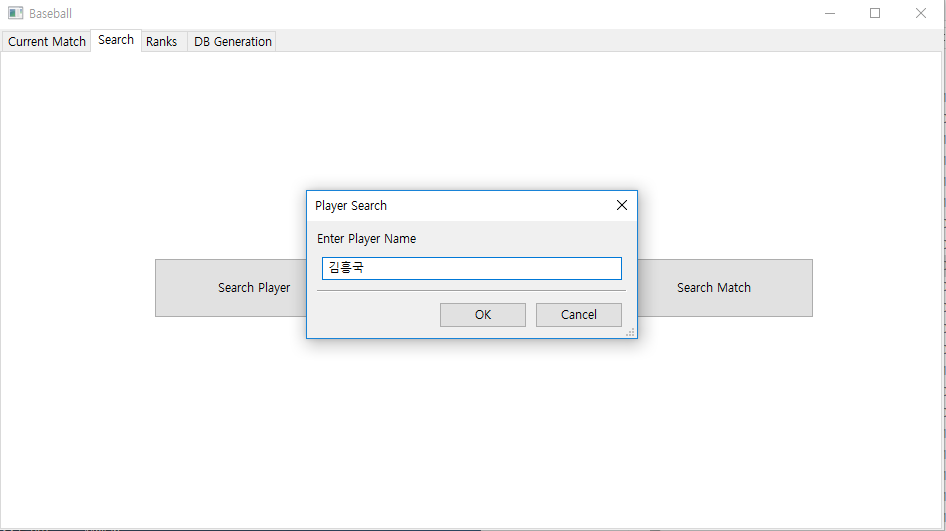 Baseball
Current Match Search Ranks DB Generation
Player Search
Enter Player Name
김흥국
Search Player
Search Match
OK Cancel